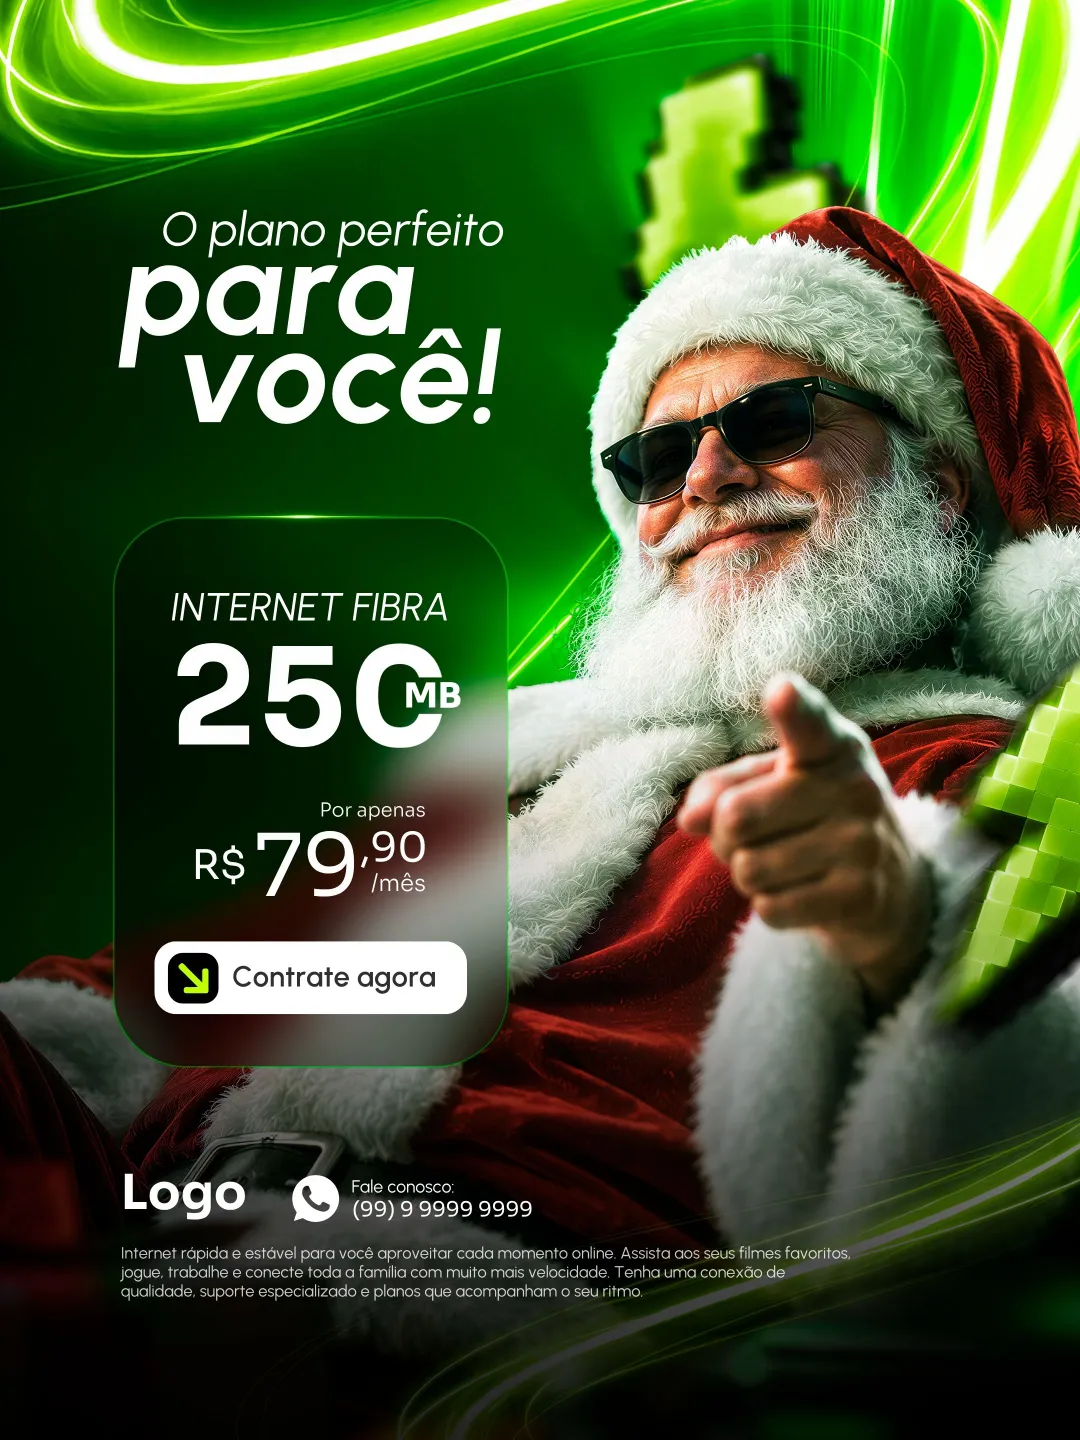 O plano perfeito
para
você!
INTERNET FIBRA
250
MB
Por apenas
R$ 79,90
/mês
Contrate agora
Logo
Fale conosco:
(99) 9 9999 9999
Internet rápida e estável para você aproveitar cada momento online. Assista aos seus filmes favoritos,
jogue, trabalhe e conecte toda a família com muito mais velocidade. Tenha uma conexão de
qualidade, suporte especializado e planos que acompanham o seu ritmo.